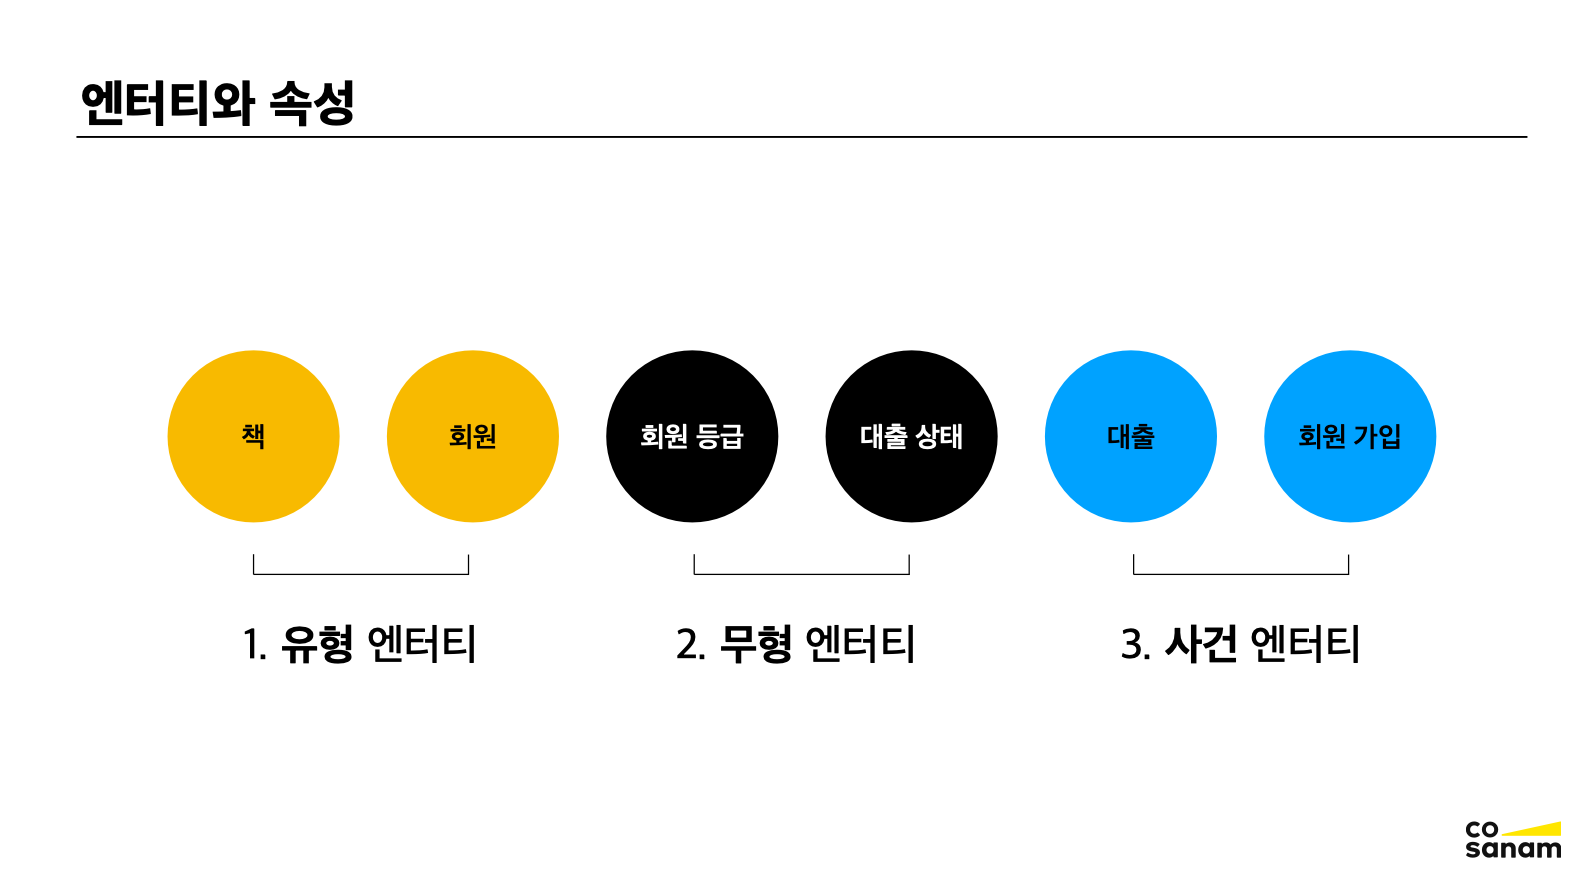 엔터티와 속성
책
회원
회원 등급
대출 상태
대출
회원 가입
1. 유형 엔터티
2. 무형 엔터티
3. 사건 엔터티
co
sanam